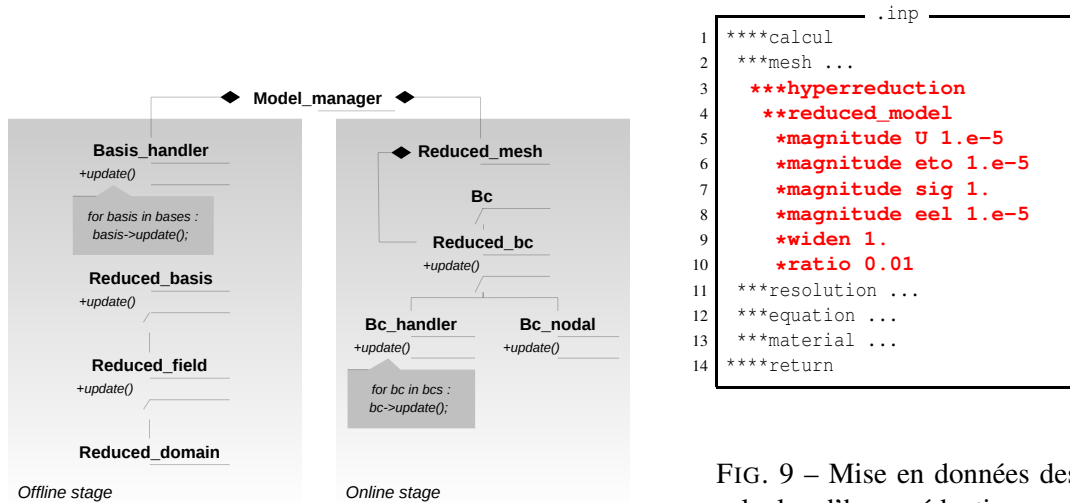 Model_manager
Basis_handler
+update()
for basis in bases :
basis->update();
Reduced_basis
+update()
Reduced_field
+update()
Reduced_domain
Offline stage
Reduced_mesh
Bc
Reduced_bc
+update()
Bc_handler
+update()
for bc in bcs :
bc->update();
Bc_nodal
+update()
Online stage
.inp
1 ****calcul
2 ***mesh ...
3 ***hyperreduction
4 **reduced_model
5 *magnitude U 1.e-5
6 *magnitude eto 1.e-5
7 *magnitude sig 1.
8 *magnitude eel 1.e-5
9 *widen 1.
10 *ratio 0.01
11 ***resolution ...
12 ***equation ...
13 ***material ...
14 ****return
FIG. 9 – Mise en données des